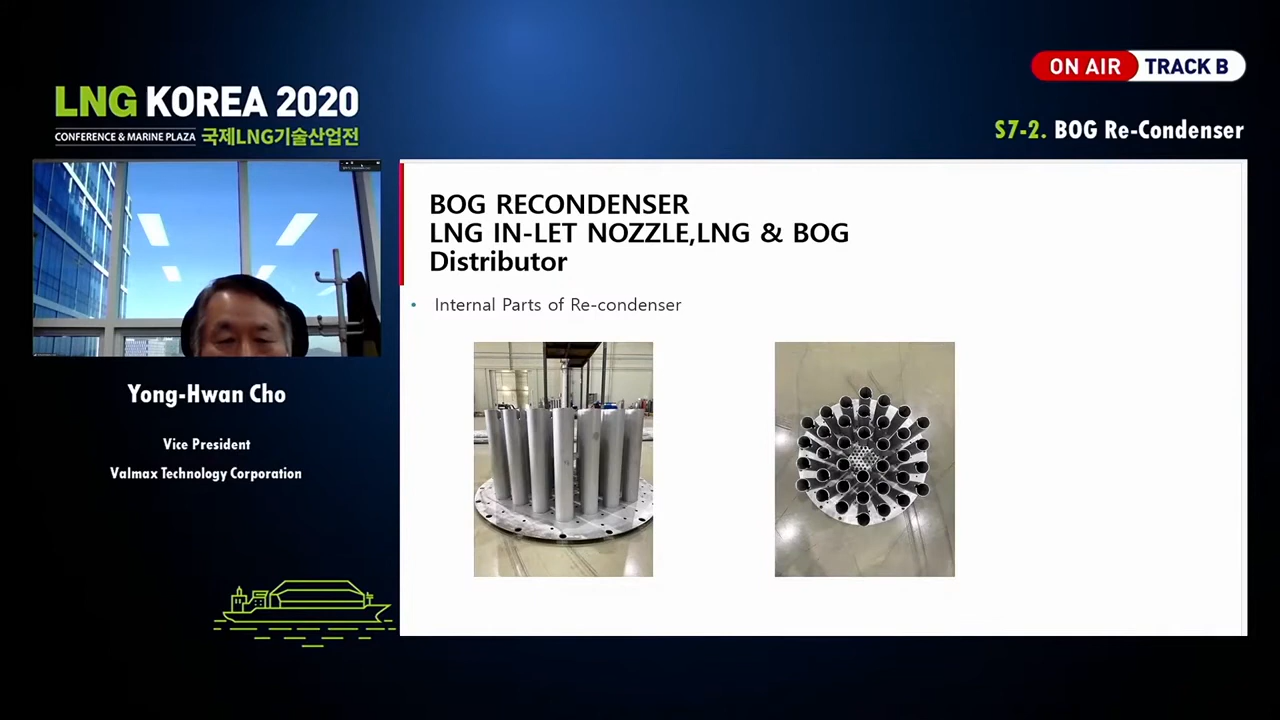 ON AIR TRACK B
LNG KOREA 2020
CONFERENCE & MARINE PLAZA 국제LNG기술산업전
S7-2. BOG Re-Condenser
BOG RECONDENSER
LNG IN-LET NOZZLE,LNG & BOG
Distributor
• Internal Parts of Re-condenser
Yong-Hwan Cho
Vice President
Valmax Technology Corporation